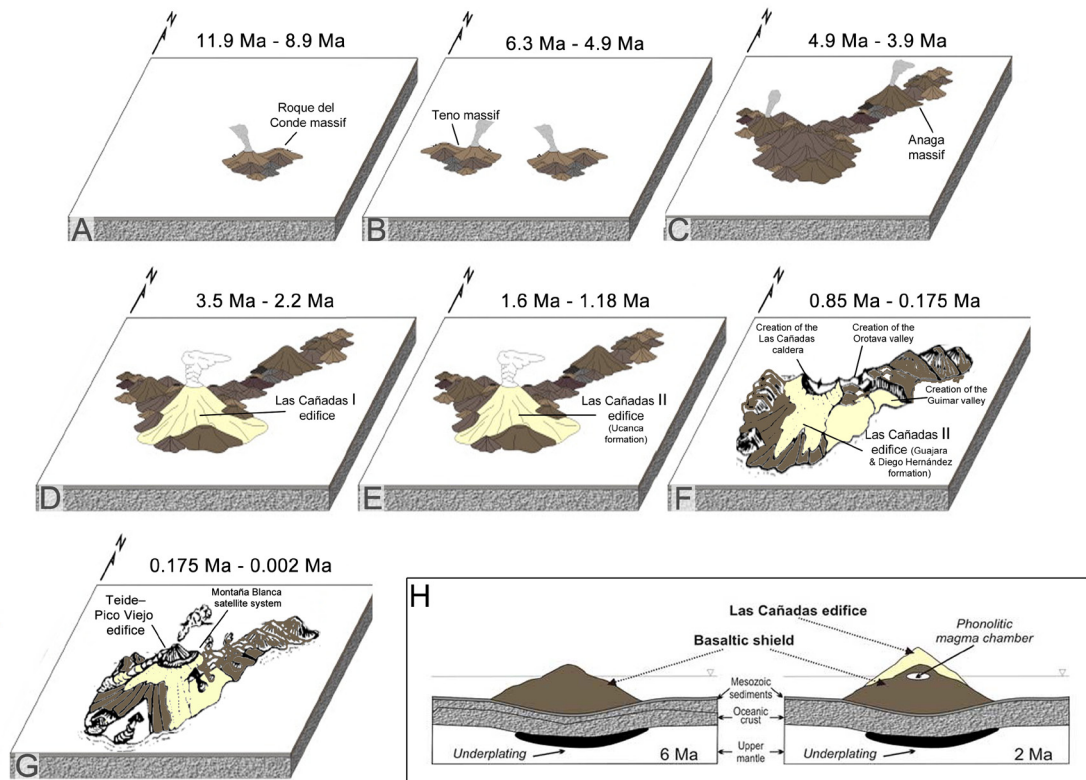 N
11.9 Ma - 8.9 Ma
Roque del
Conde massif
A
N
6.3 Ma - 4.9 Ma
Teno massif
B
N
4.9 Ma - 3.9 Ma
Anaga
massif
C
N
3.5 Ma - 2.2 Ma
Las Cañadas I
edifice
D
N
1.6 Ma - 1.18 Ma
Las Cañadas II
edifice
(Ucanca
formation)
E
N
0.85 Ma - 0.175 Ma
Creation of the
Las Cañadas
caldera
Creation of the
Orotava valley
Creation of the
Guimar valley
Las Cañadas II
edifice (Guajara
& Diego Hernández
formation)
F
N
0.175 Ma - 0.002 Ma
Teide–
Pico Viejo
edifice
Montaña Blanca
satellite system
G
H
Las Cañadas edifice
Basaltic shield
Phonolitic
magma chamber
Mesozoic
sediments
Oceanic
crust
Upper
mantle
Underplating
6 Ma
Underplating
2 Ma